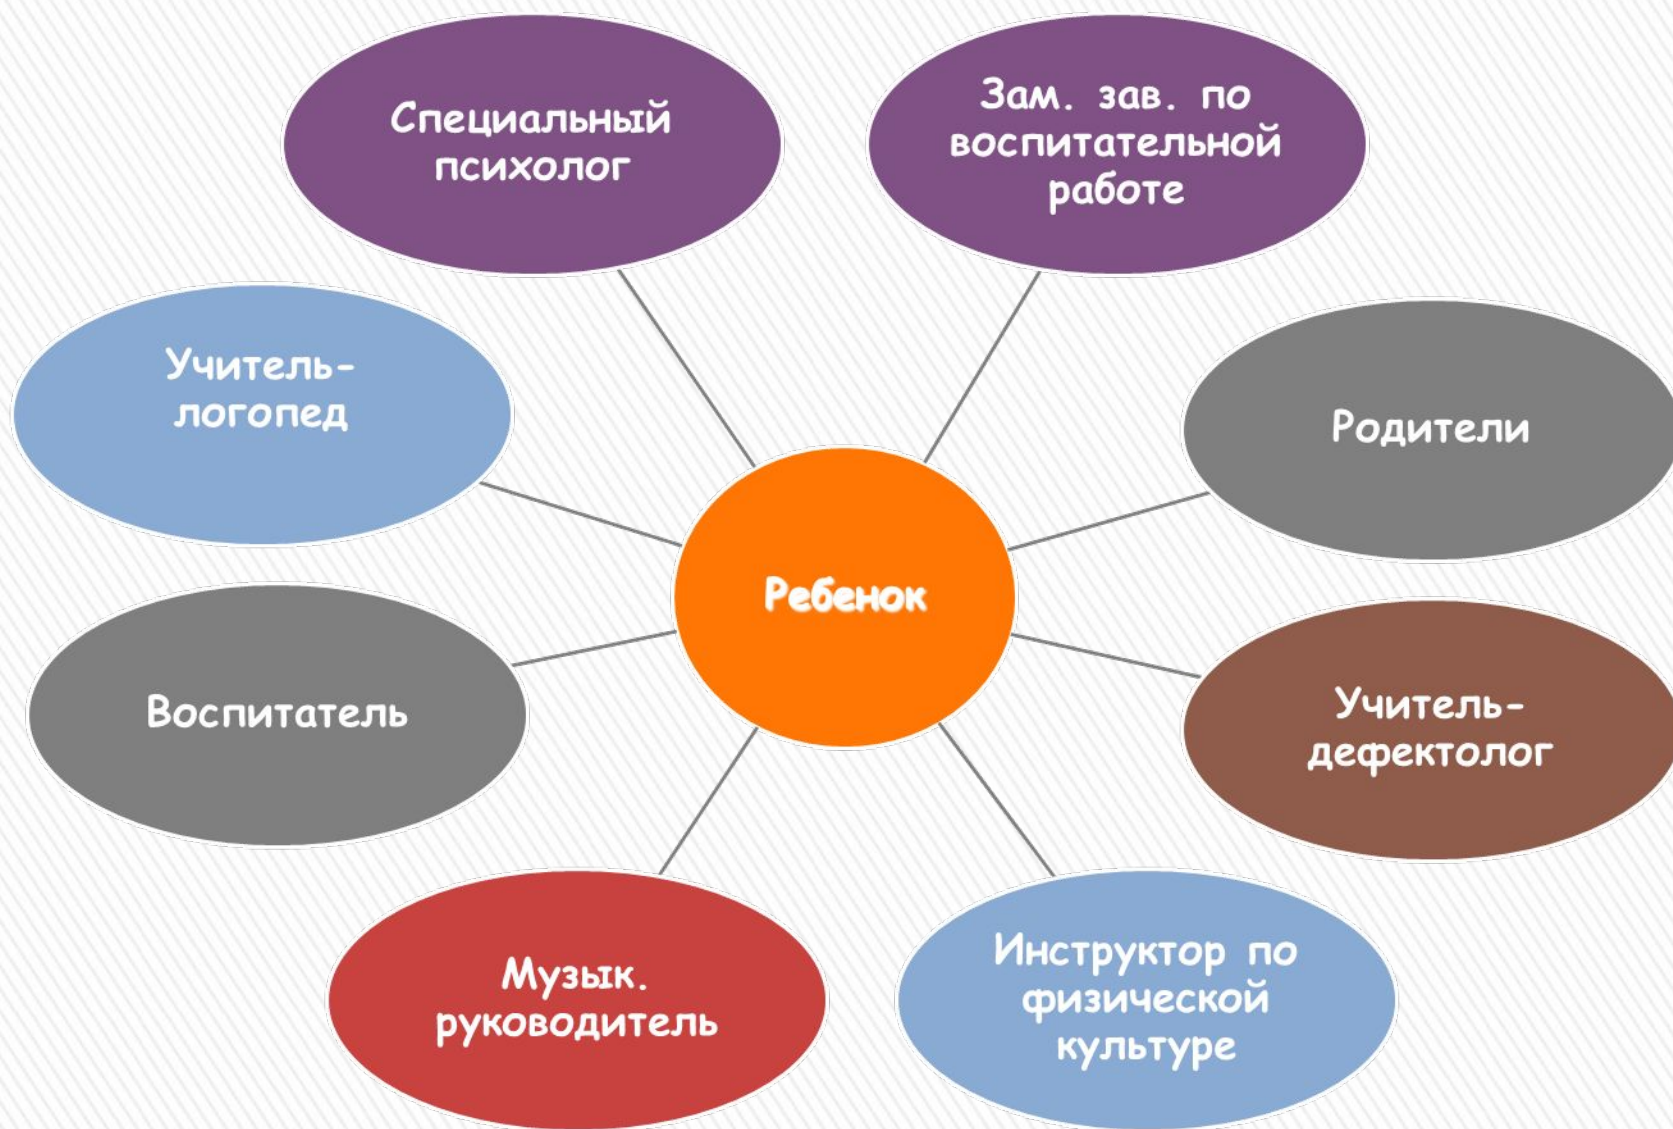 Специальный
психолог
Зам. зав. по
воспитательной
работе
Учитель-
логопед
Родители
Ребенок
Воспитатель
Учитель-
дефектолог
Музык.
руководитель
Инструктор по
физической
культуре